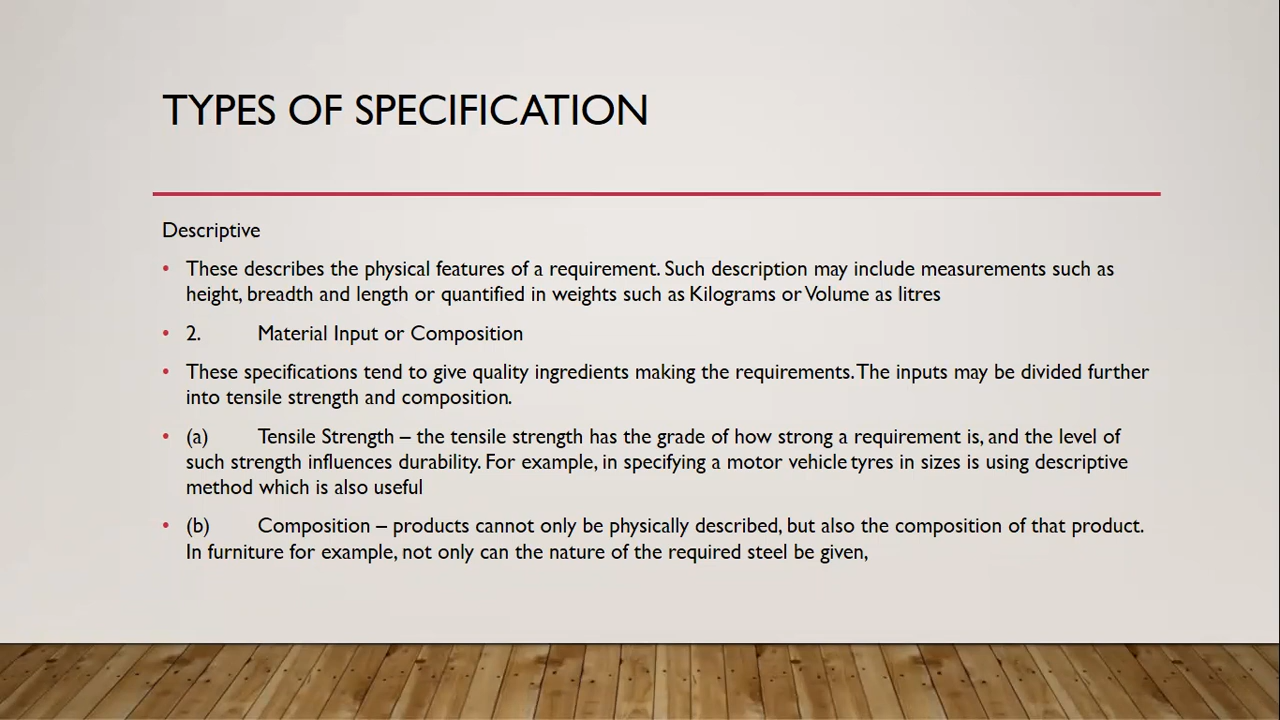 TYPES OF SPECIFICATION
Descriptive
• These describes the physical features of a requirement. Such description may include measurements such as
height, breadth and length or quantified in weights such as Kilograms or Volume as litres
• 2. Material Input or Composition
• These specifications tend to give quality ingredients making the requirements. The inputs may be divided further
into tensile strength and composition.
• (a) Tensile Strength – the tensile strength has the grade of how strong a requirement is, and the level of
such strength influences durability. For example, in specifying a motor vehicle tyres in sizes is using descriptive
method which is also useful
• (b) Composition – products cannot only be physically described, but also the composition of that product.
In furniture for example, not only can the nature of the required steel be given,